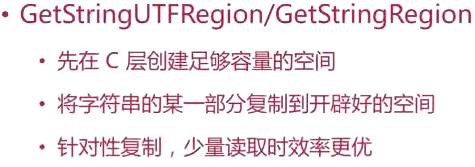 • GetStringUTFRegion/GetStringRegion
• 先在 C 层创建足够容量的空间
• 将字符串的某一部分复制到开辟好的空间
• 针对性复制，少量读取时效率更优